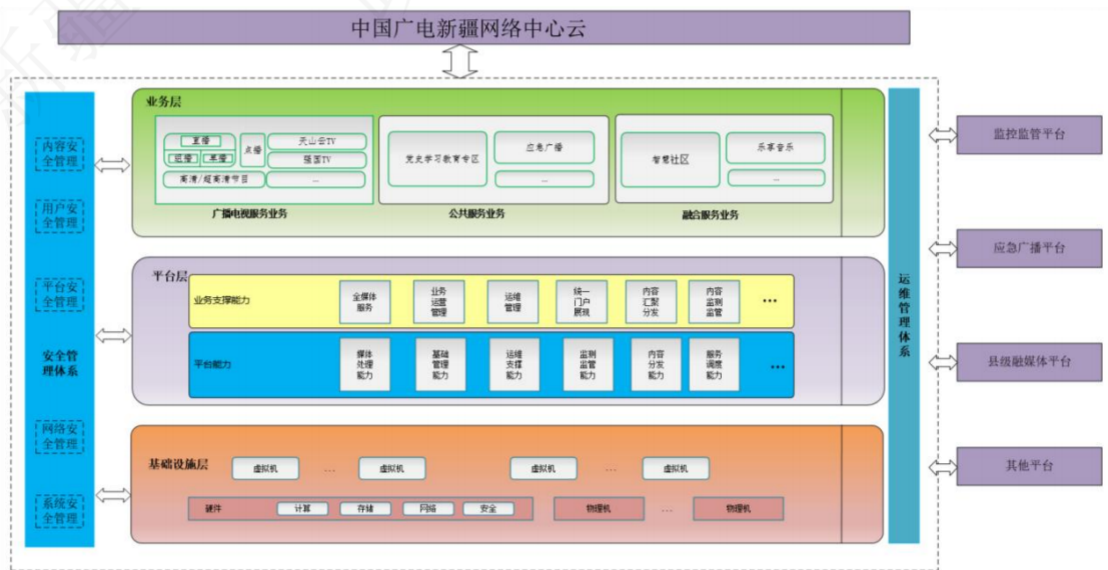 中国广电新疆网络中心云
业务层
直播
轮播
点播
天山云TV
强国TV
高清/超高清节目
...
广播电视服务业务
党史学习教育专区
应急广播
...
公共服务业务
智慧社区
乐享音乐
...
融合服务业务
平台层
业务支撑能力
全媒体
服务
业务
运营
管理
运维
管理
统一
门户
展现
内容
汇聚
分发
内容
监测
监管
...
平台能力
媒体
处理
能力
基础
管理
能力
运维
支撑
能力
监测
监管
能力
内容
分发
能力
服务
调度
能力
...
基础设施层
虚拟机
...
虚拟机
虚拟机
...
虚拟机
硬件
计算
存储
网络
安全
物理机
...
物理机
内容安
全管理
用户安
全管理
平台安
全管理
安全管
理体系
网络安
全管理
系统安
全管理
运维管理体系
监控监管平台
应急广播平台
县级融媒体平台
其他平台